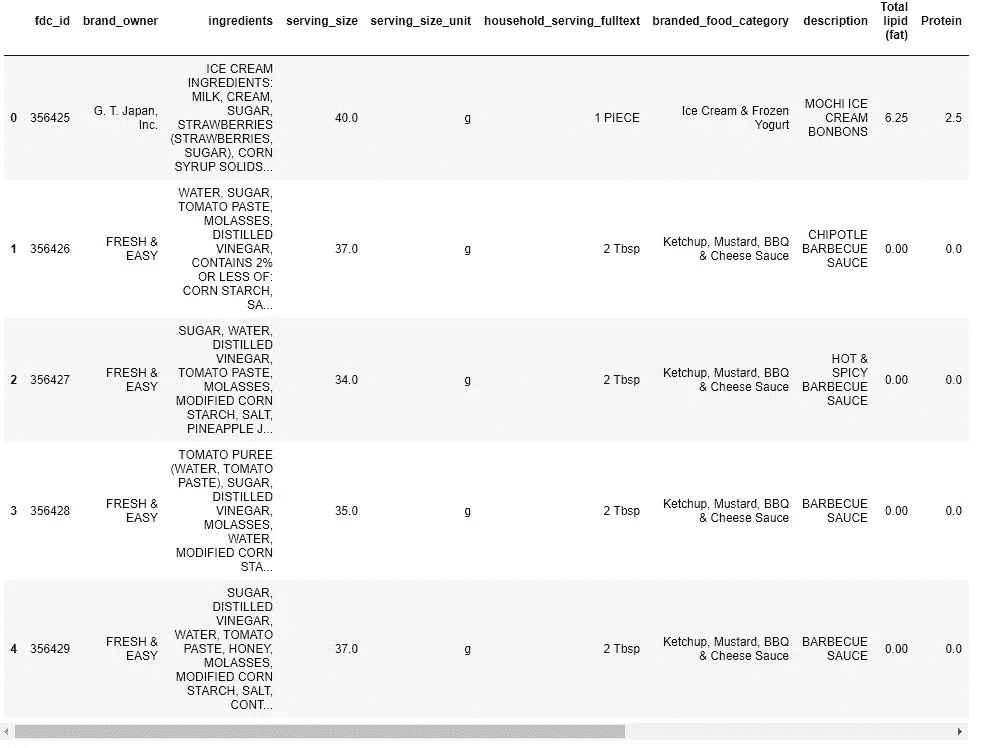 fdc_id brand_owner ingredients serving_size serving_size_unit household_serving_fulltext branded_food_category description Total
lipid
(fat) Protein
0 356425 G. T. Japan,
Inc.
ICE CREAM
INGREDIENTS:
MILK, CREAM,
SUGAR,
STRAWBERRIES
(STRAWBERRIES,
SUGAR), CORN
SYRUP SOLIDS...
40.0 g 1 PIECE
Ice Cream & Frozen
Yogurt
MOCHI ICE
CREAM
BONBONS
6.25 2.5
1 356426 FRESH &
EASY
WATER, SUGAR,
TOMATO PASTE,
MOLASSES,
DISTILLED
VINEGAR,
CONTAINS 2%
OR LESS OF:
CORN STARCH,
SA...
37.0 g 2 Tbsp
Ketchup, Mustard, BBQ
& Cheese Sauce
CHIPOTLE
BARBECUE
SAUCE
0.00 0.0
2 356427 FRESH &
EASY
SUGAR, WATER,
DISTILLED
VINEGAR,
TOMATO PASTE,
MOLASSES,
MODIFIED CORN
STARCH, SALT,
PINEAPPLE J...
34.0 g 2 Tbsp
Ketchup, Mustard, BBQ
& Cheese Sauce
HOT &
SPICY
BARBECUE
SAUCE
0.00 0.0
3 356428 FRESH &
EASY
TOMATO PUREE
(WATER, TOMATO
PASTE), SUGAR,
DISTILLED
VINEGAR,
MOLASSES,
WATER,
MODIFIED CORN
STA...
35.0 g 2 Tbsp
Ketchup, Mustard, BBQ
& Cheese Sauce
BARBECUE
SAUCE
0.00 0.0
4 356429 FRESH &
EASY
SUGAR,
DISTILLED
VINEGAR,
WATER, TOMATO
PASTE, HONEY,
MOLASSES,
MODIFIED CORN
STARCH, SALT,
CONT...
37.0 g 2 Tbsp
Ketchup, Mustard, BBQ
& Cheese Sauce
BARBECUE
SAUCE
0.00 0.0